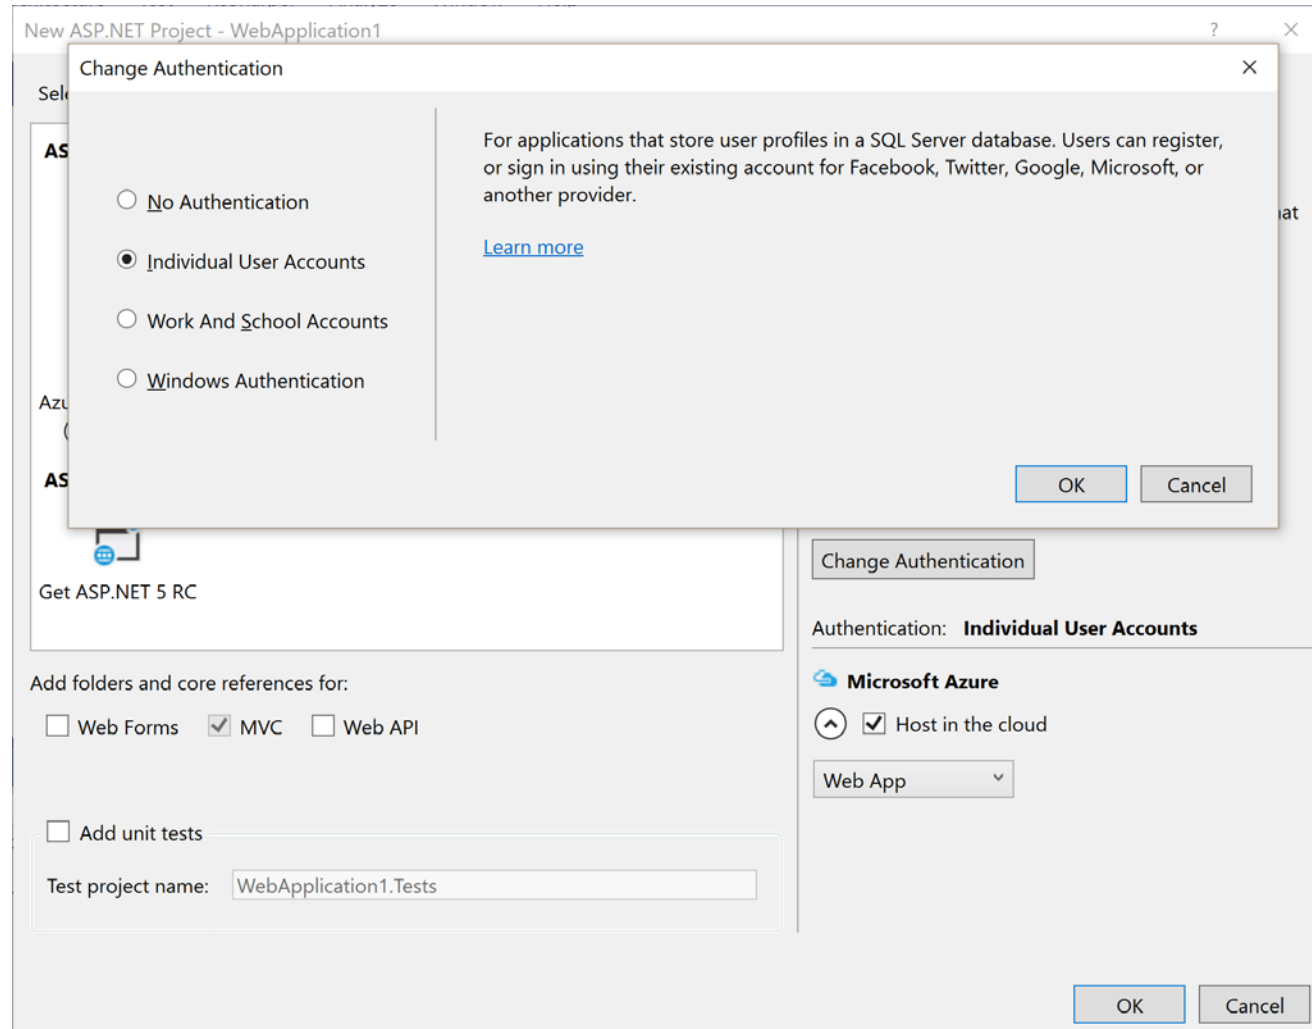 New ASP.NET Project - WebApplication1
?
Change Authentication
No Authentication
Individual User Accounts
Work And School Accounts
Windows Authentication
For applications that store user profiles in a SQL Server database. Users can register,
or sign in using their existing account for Facebook, Twitter, Google, Microsoft, or
another provider.
Learn more
OK
Cancel
Get ASP.NET 5 RC
Change Authentication
Authentication: Individual User Accounts
Microsoft Azure
Host in the cloud
Web App
Add folders and core references for:
Web Forms
MVC
Web API
Add unit tests
Test project name: WebApplication1.Tests
OK
Cancel